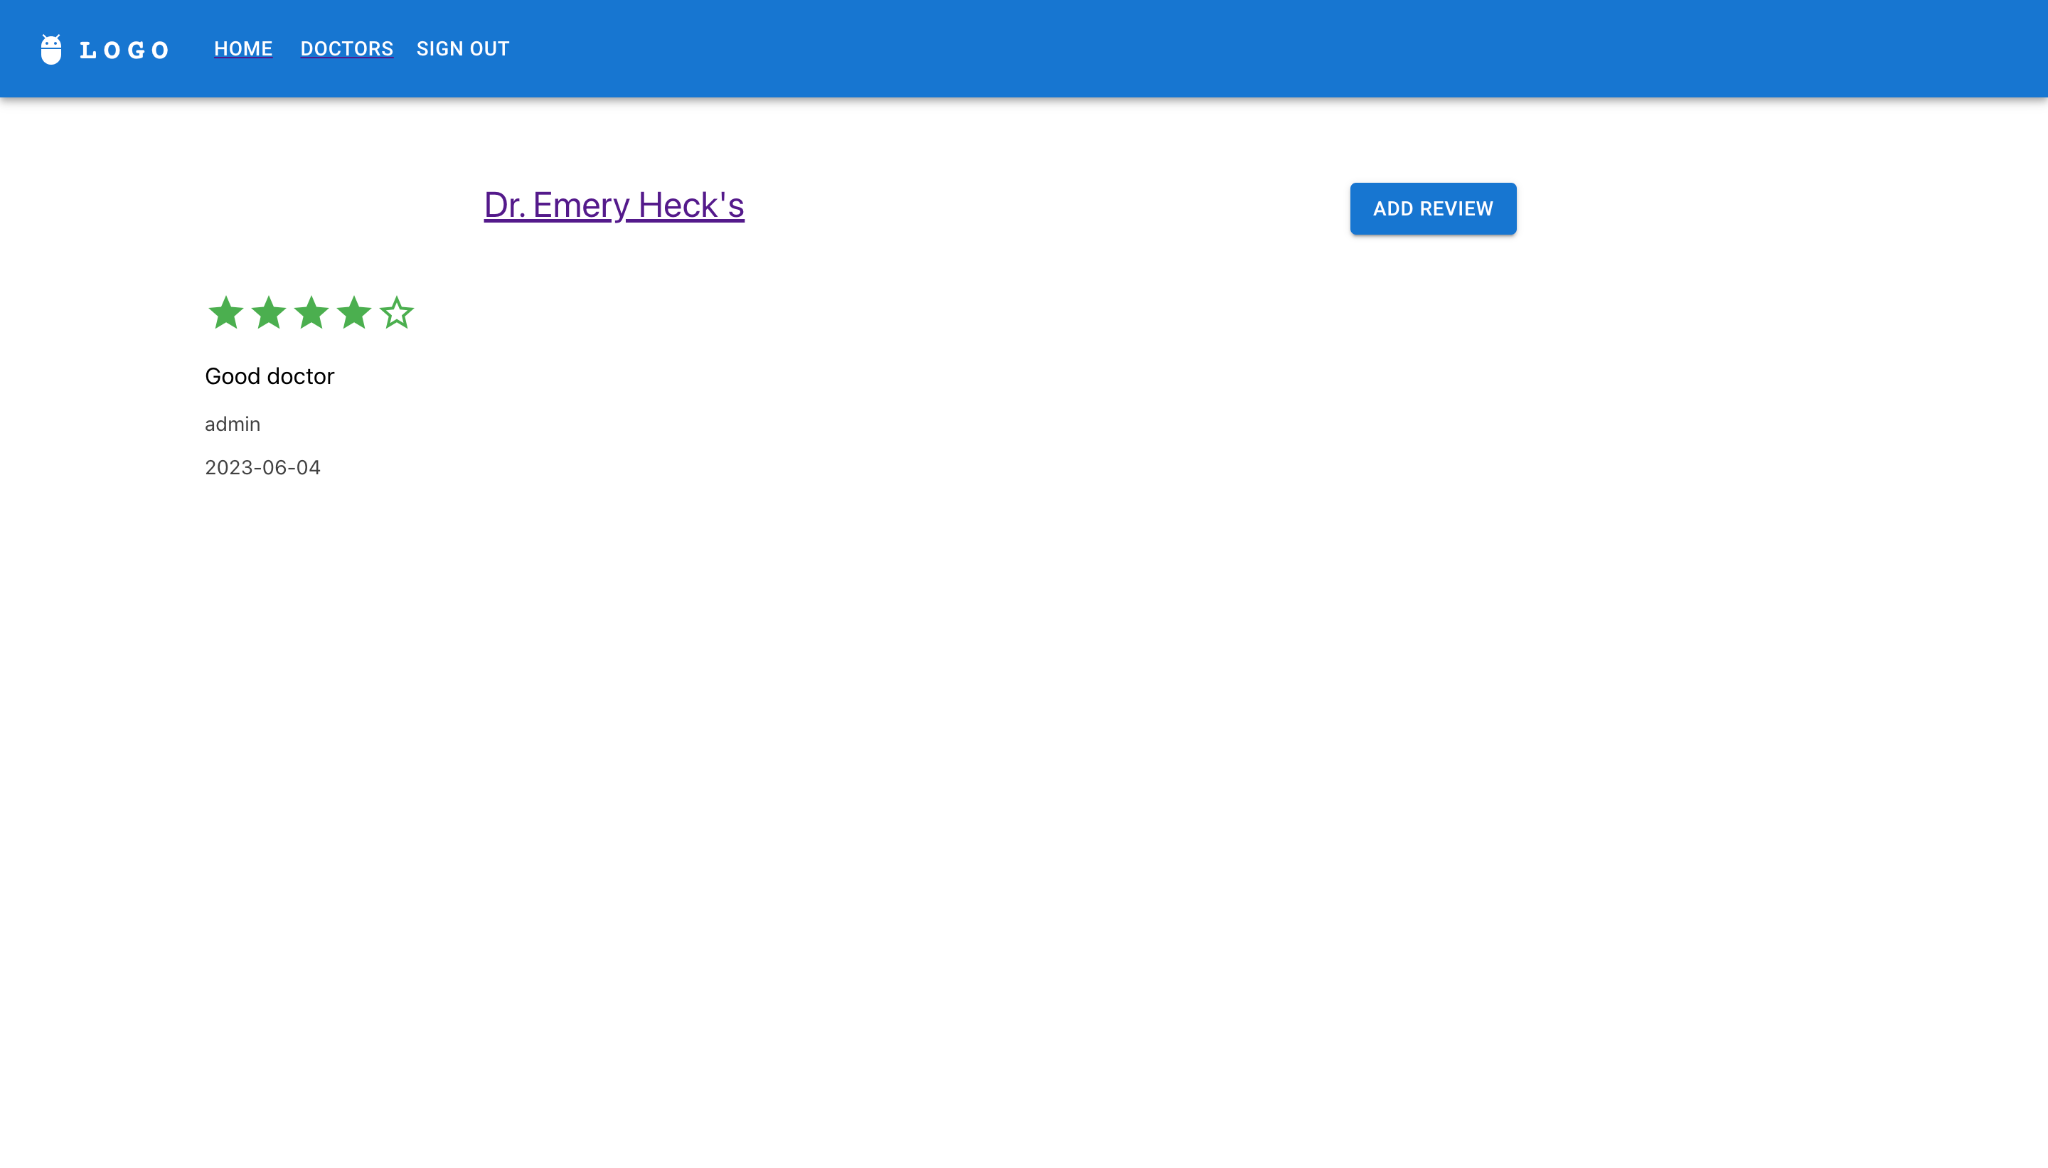 LOGO HOME DOCTORS SIGN OUT
Dr. Emery Heck's ADD REVIEW
Good doctor
admin
2023-06-04